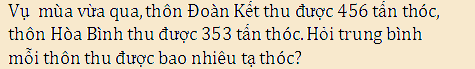 Vụ mùa vừa qua, thôn Đoàn Kết thu được 456 tấn thóc,
thôn Hòa Bình thu được 353 tấn thóc. Hỏi trung bình
mỗi thôn thu được bao nhiêu tạ thóc?